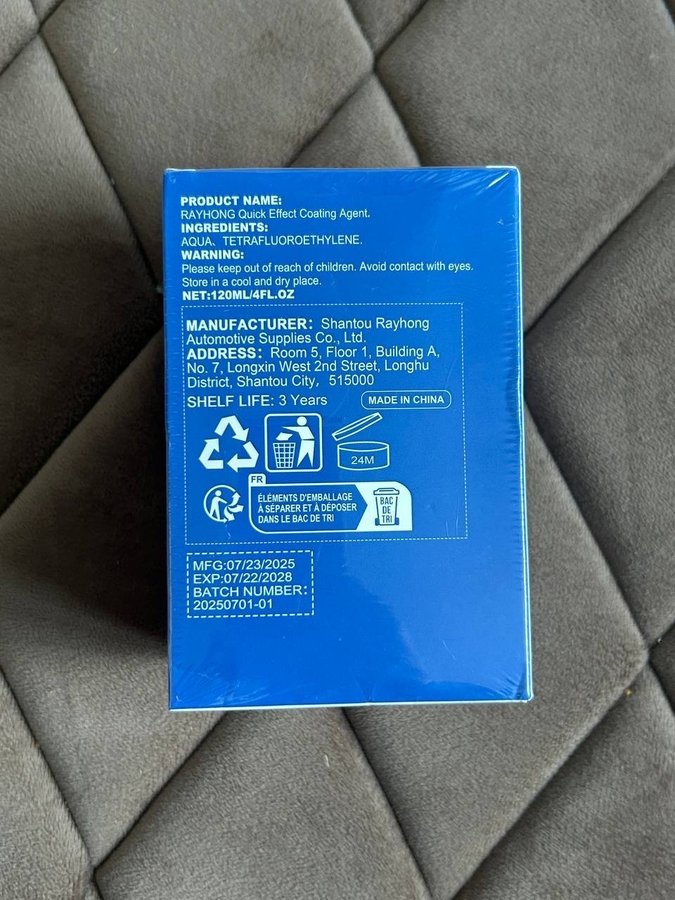 PRODUCT NAME:
RAYHONG Quick Effect Coating Agent.
INGREDIENTS:
AQUA、TETRAFLUOROETHYLENE.
WARNING:
Please keep out of reach of children. Avoid contact with eyes.
Store in a cool and dry place.
NET:120ML/4FL.OZ
MANUFACTURER: Shantou Rayhong
Automotive Supplies Co., Ltd.
ADDRESS: Room 5, Floor 1, Building A,
No. 7, Longxin West 2nd Street, Longhu
District, Shantou City, 515000
SHELF LIFE: 3 Years
MADE IN CHINA
24M
FR
ÉLÉMENTS D'EMBALLAGE
À SÉPARER ET À DÉPOSER
DANS LE BAC DE TRI
BAC
DE
TRI
MFG:07/23/2025
EXP:07/22/2028
BATCH NUMBER:
20250701-01